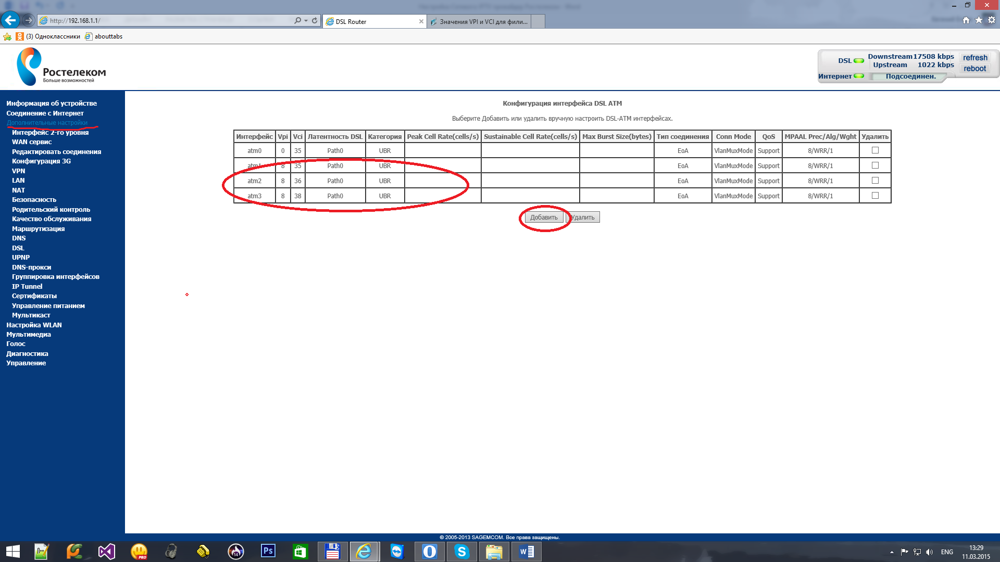 http://192.168.1.1/
DSL Router
Значения VPI и VCI для фили...
(3) Одноклассники
abouttabs
Ростелеком
Больше возможностей
DSL
Downstream 17508 kbps
Upstream 1022 kbps
refresh
reboot
Интернет
Подсоединен.
Информация об устройстве
Соединение с Интернет
Дополнительные настройки
Интерфейс 2-го уровня
WAN сервис
Редактировать соединения
Конфигурация 3G
VPN
LAN
NAT
Безопасность
Родительский контроль
Качество обслуживания
Маршрутизация
DNS
DSL
UPNP
DNS-прокси
Группировка интерфейсов
IP Tunnel
Сертификаты
Управление питанием
Мультикаст
Настройка WLAN
Мультимедиа
Голос
Диагностика
Управление
Конфигурация интерфейса DSL ATM
Выберите Добавить или удалить вручную настроить DSL-ATM интерфейсах.
Интерфейс Vpi Vci Латентность DSL Категория Peak Cell Rate(cells/s) Sustainable Cell Rate(cells/s) Max Burst Size(bytes) Тип соединения Conn Mode QoS MPAAL Prec/Alg/Wght Удалить
atm0 0 35 Path0 UBR EoA VlanMuxMode Support 8/WRR/1
atm1 8 35 Path0 UBR EoA VlanMuxMode Support 8/WRR/1
atm2 8 36 Path0 UBR EoA VlanMuxMode Support 8/WRR/1
atm3 8 38 Path0 UBR EoA VlanMuxMode Support 8/WRR/1
Добавить Удалить
© 2005-2013 SAGEMCOM. Все права защищены.
ENG
13:29
11.03.2015